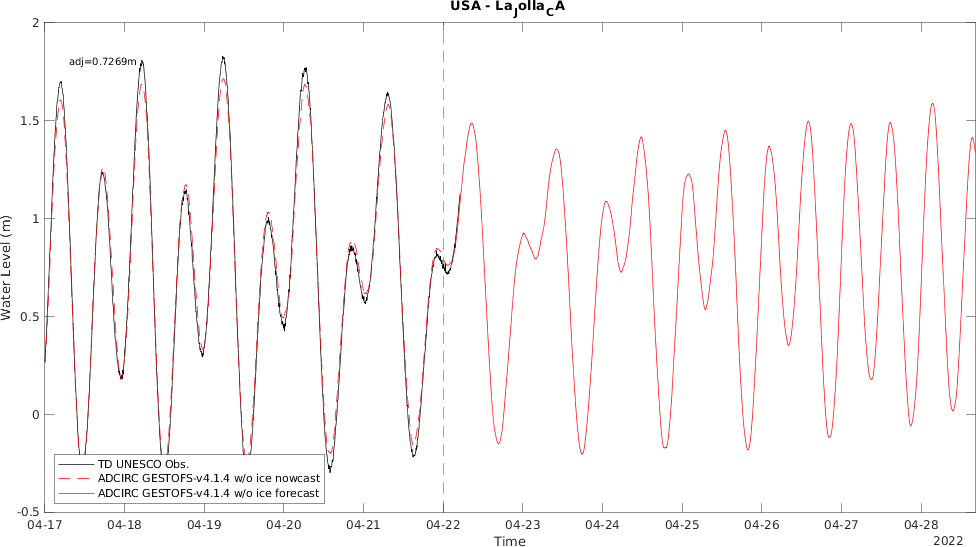 USA - LaJollaCA
adj=0.7269m
2
1.5
1
0.5
0
-0.5
Water Level (m)
TD UNESCO Obs.
ADCIRC GESTOFS-v4.1.4 w/o ice nowcast
ADCIRC GESTOFS-v4.1.4 w/o ice forecast
04-17 04-18 04-19 04-20 04-21 04-22 04-23 04-24 04-25 04-26 04-27 04-28
Time
2022